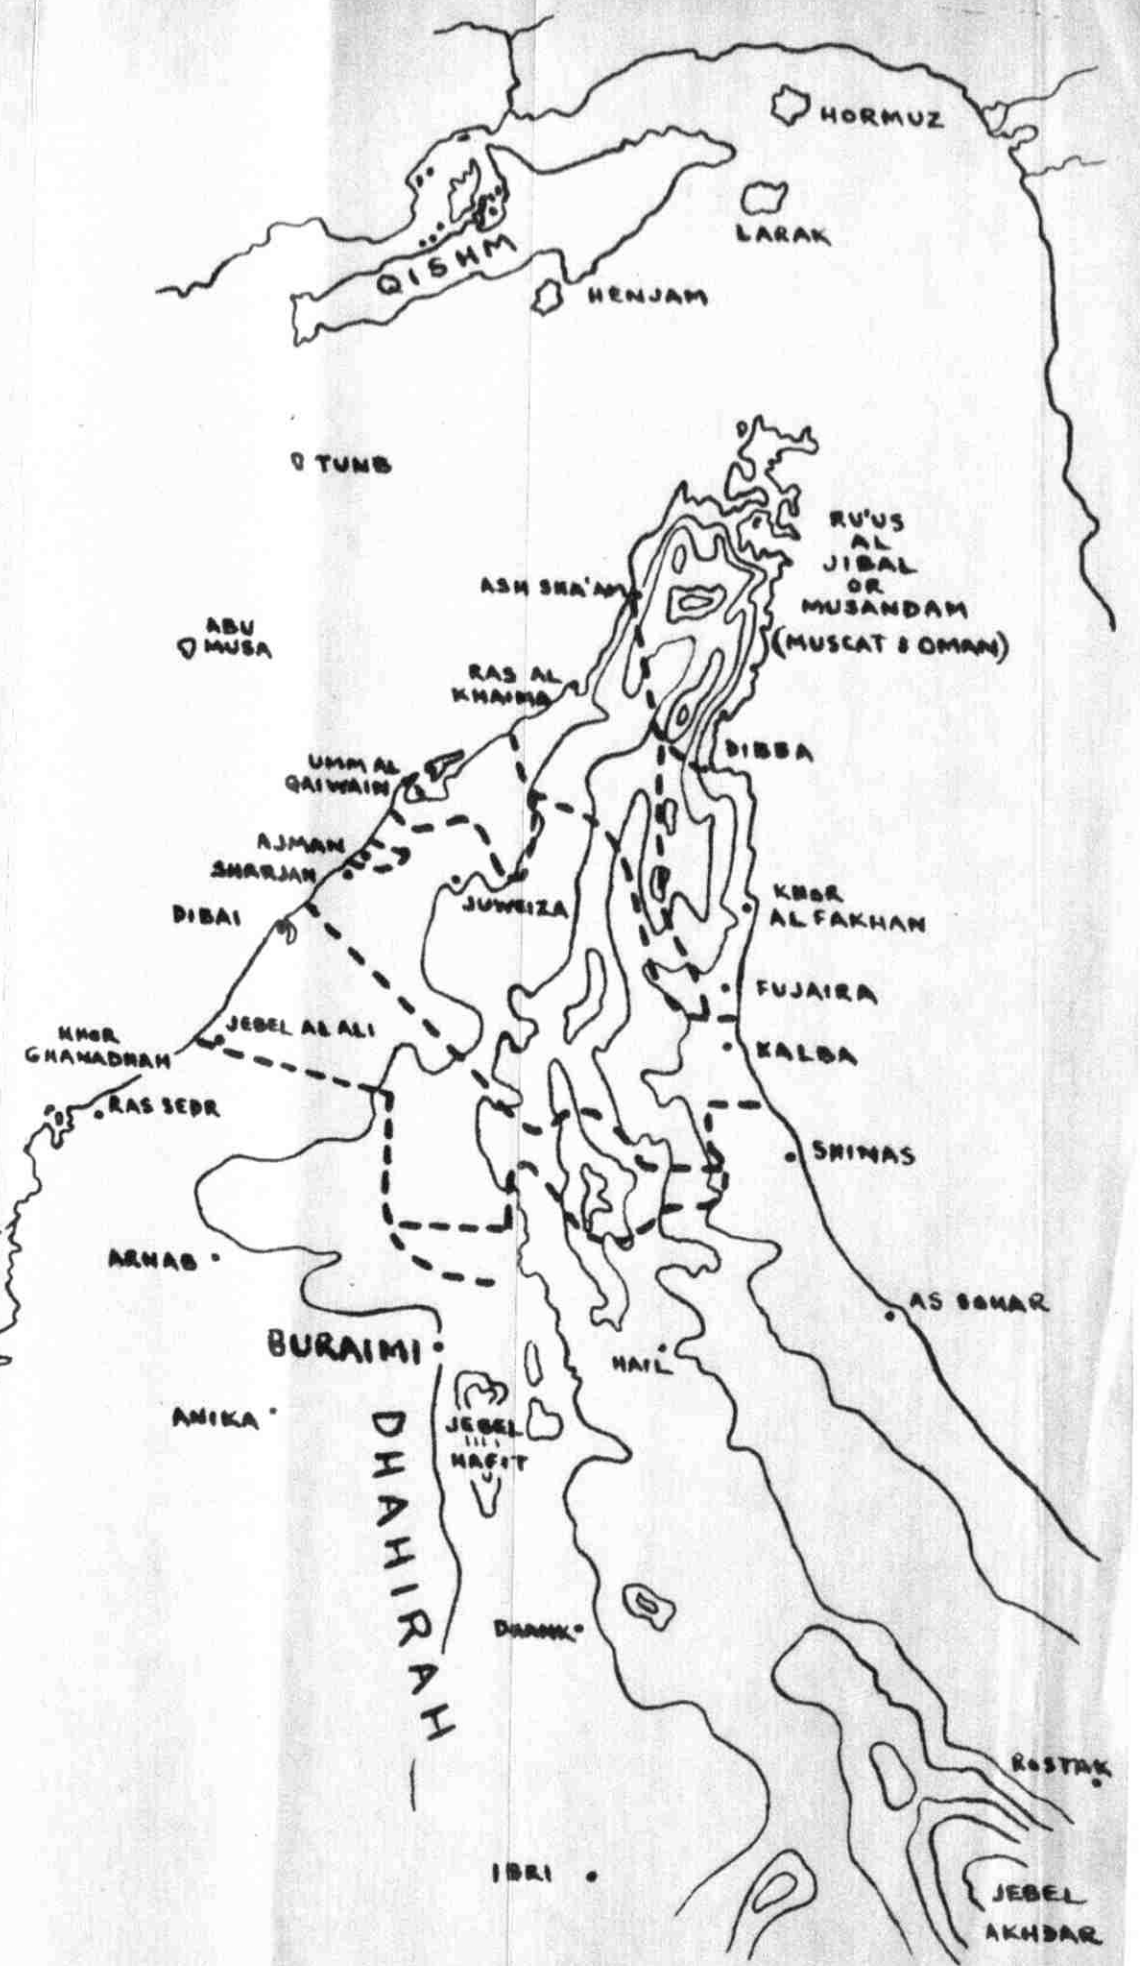 HORMUZ
LARAK
QISHM
HENJAM
TUNB
RU'US
AL
JIBAL
OR
MUSANDAM
(MUSCAT & OMAN)
ASH SHA'AM
ABU
MUSA
RAS AL
KHAIMA
DIBBA
UMM AL
QAIWAIN
AJMAN
SHARJAH
JUWEIZA
KHOR
AL FAKHAN
DIBAI
FUJAIRA
JEBEL AL ALI
KHOR
GHANADHAH
KALBA
RAS SEDR
SHINAS
ARHAB
AS SOHAR
BURAIMI
HAIL
ANIKA
JEBEL
HAFIT
DHAHIRAH
DHANK
ROSTAK
IBRI
JEBEL
AKHDAR